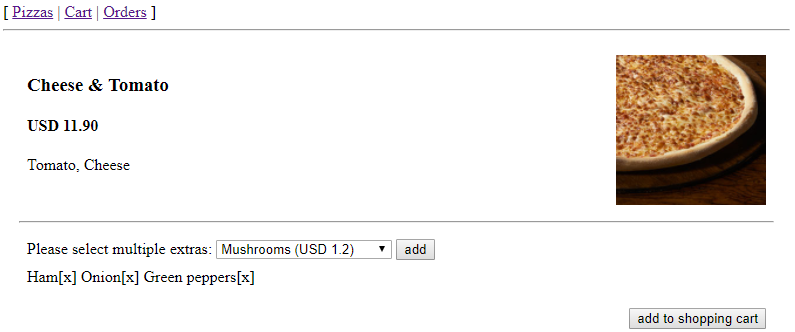 [ Pizzas | Cart | Orders ]
Cheese & Tomato
USD 11.90
Tomato, Cheese
Please select multiple extras: Mushrooms (USD 1.2) add
Ham[x] Onion[x] Green peppers[x]
add to shopping cart